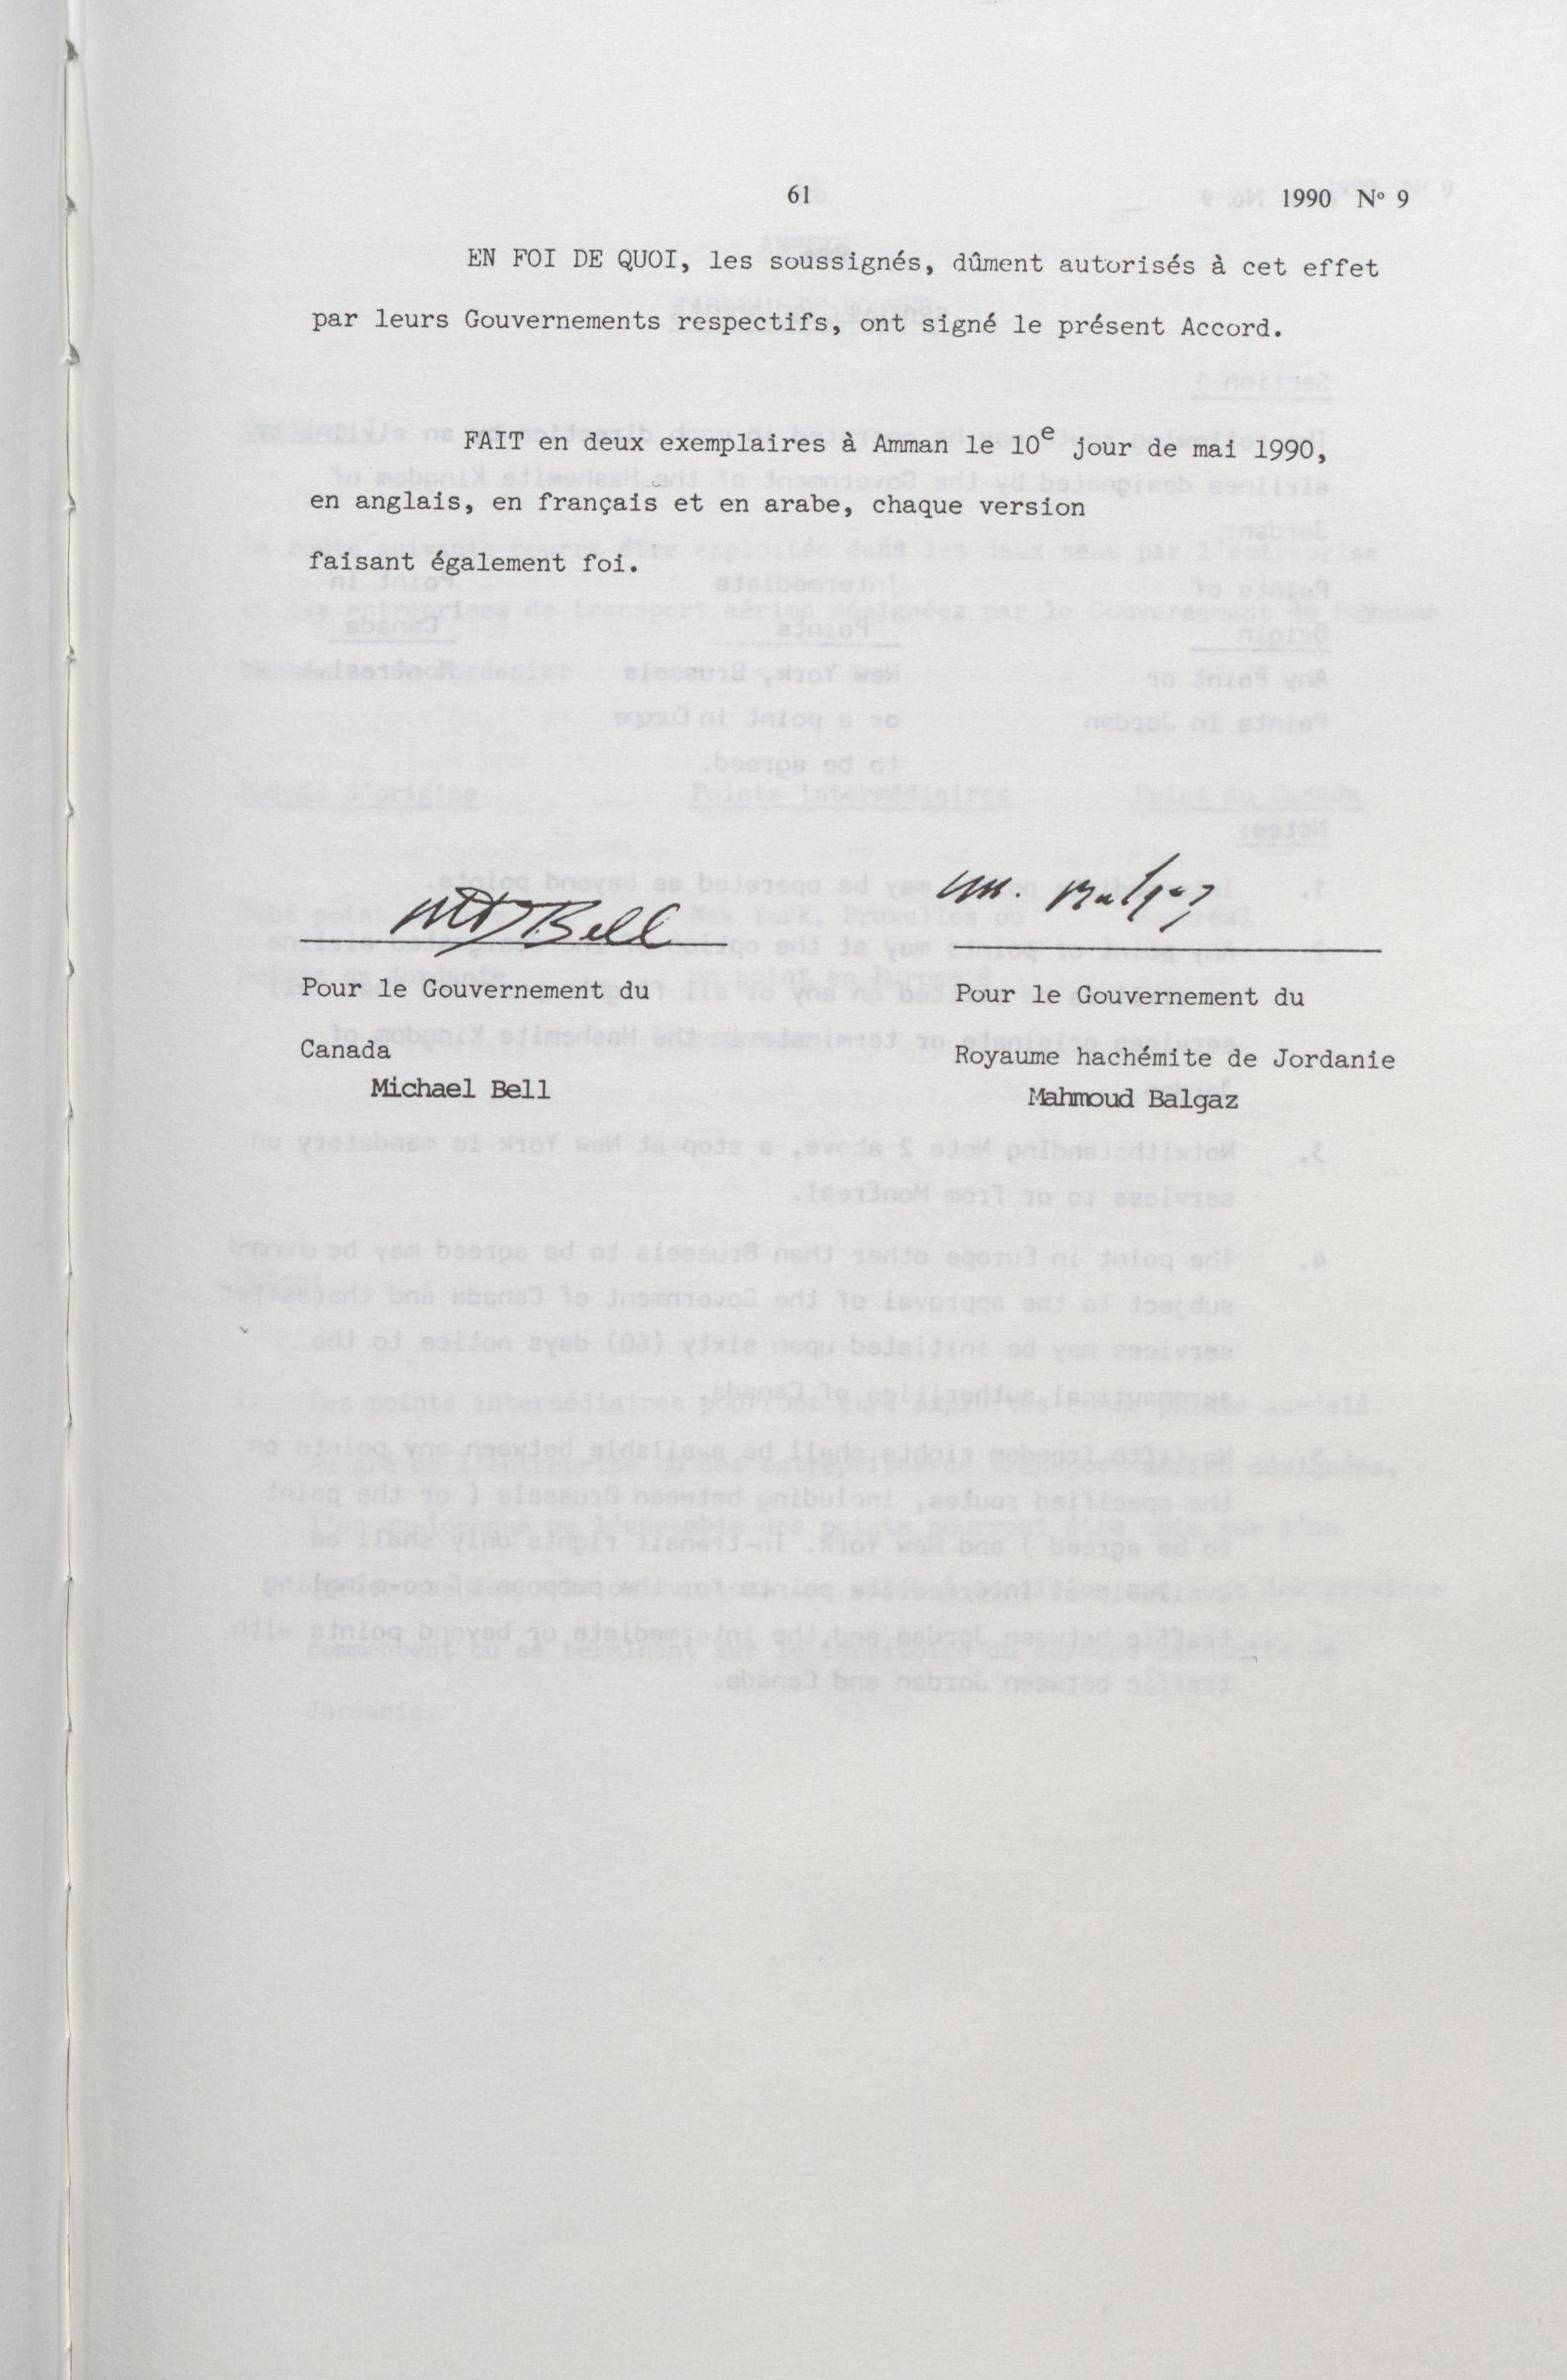 61 1990 Nº 9
EN FOI DE QUOI, les soussignés, dûment autorisés à cet effet
par leurs Gouvernements respectifs, ont signé le présent Accord.
FAIT en deux exemplaires à Amman le 10e jour de mai 1990,
en anglais, en français et en arabe, chaque version
faisant également foi.
Bell
M. Balgaz
Pour le Gouvernement du
Canada
Michael Bell
Pour le Gouvernement du
Royaume hachémite de Jordanie
Mahmoud Balgaz